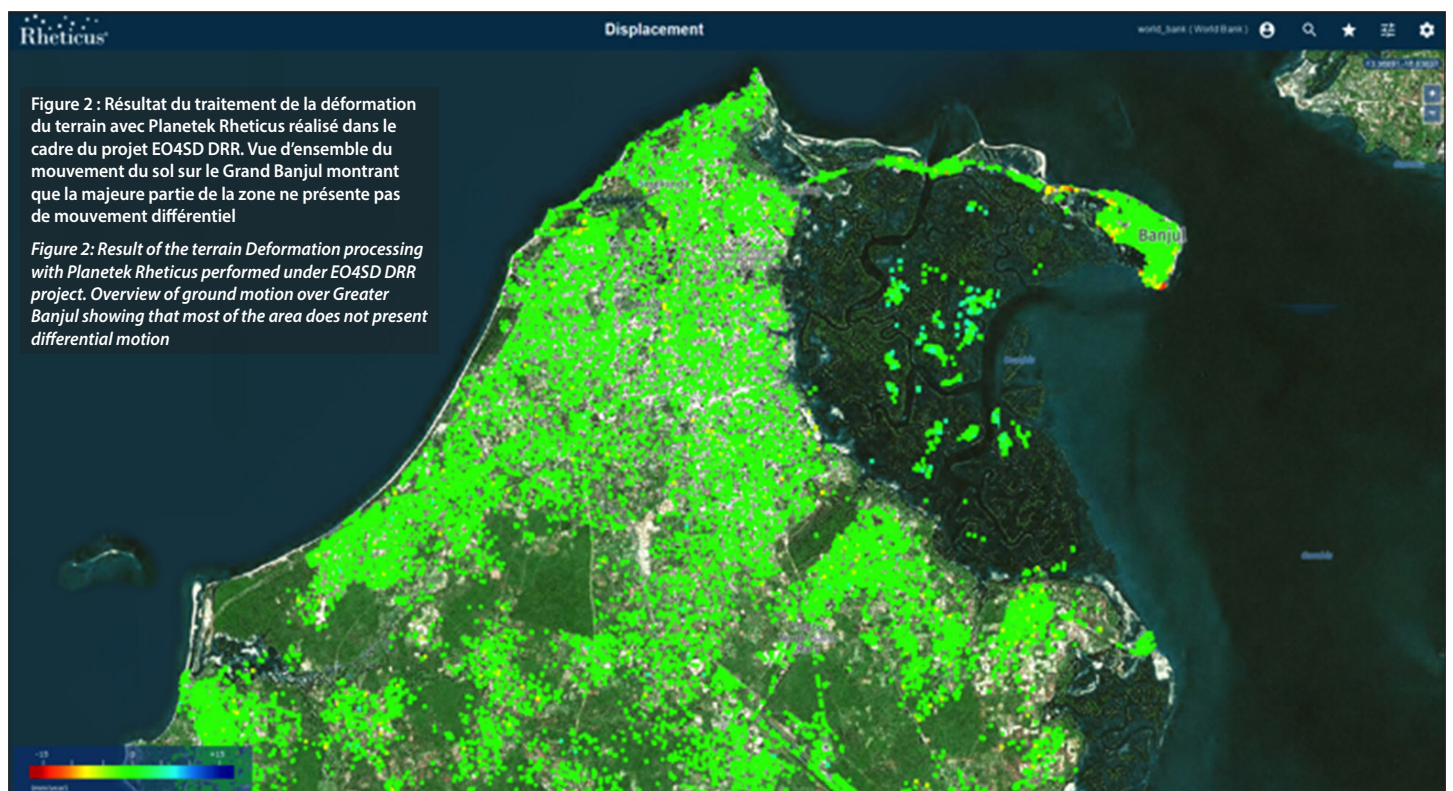 Rheticus
Displacement
world_bank ( World Bank )
Figure 2 : Résultat du traitement de la déformation
du terrain avec Planetek Rheticus réalisé dans le
cadre du projet EO4SD DRR. Vue d'ensemble du
mouvement du sol sur le Grand Banjul montrant
que la majeure partie de la zone ne présente pas
de mouvement différentiel
Figure 2: Result of the terrain Deformation processing
with Planetek Rheticus performed under EO4SD DRR
project. Overview of ground motion over Greater
Banjul showing that most of the area does not present
differential motion
Banjul
-15 0 +15
(mm/year)